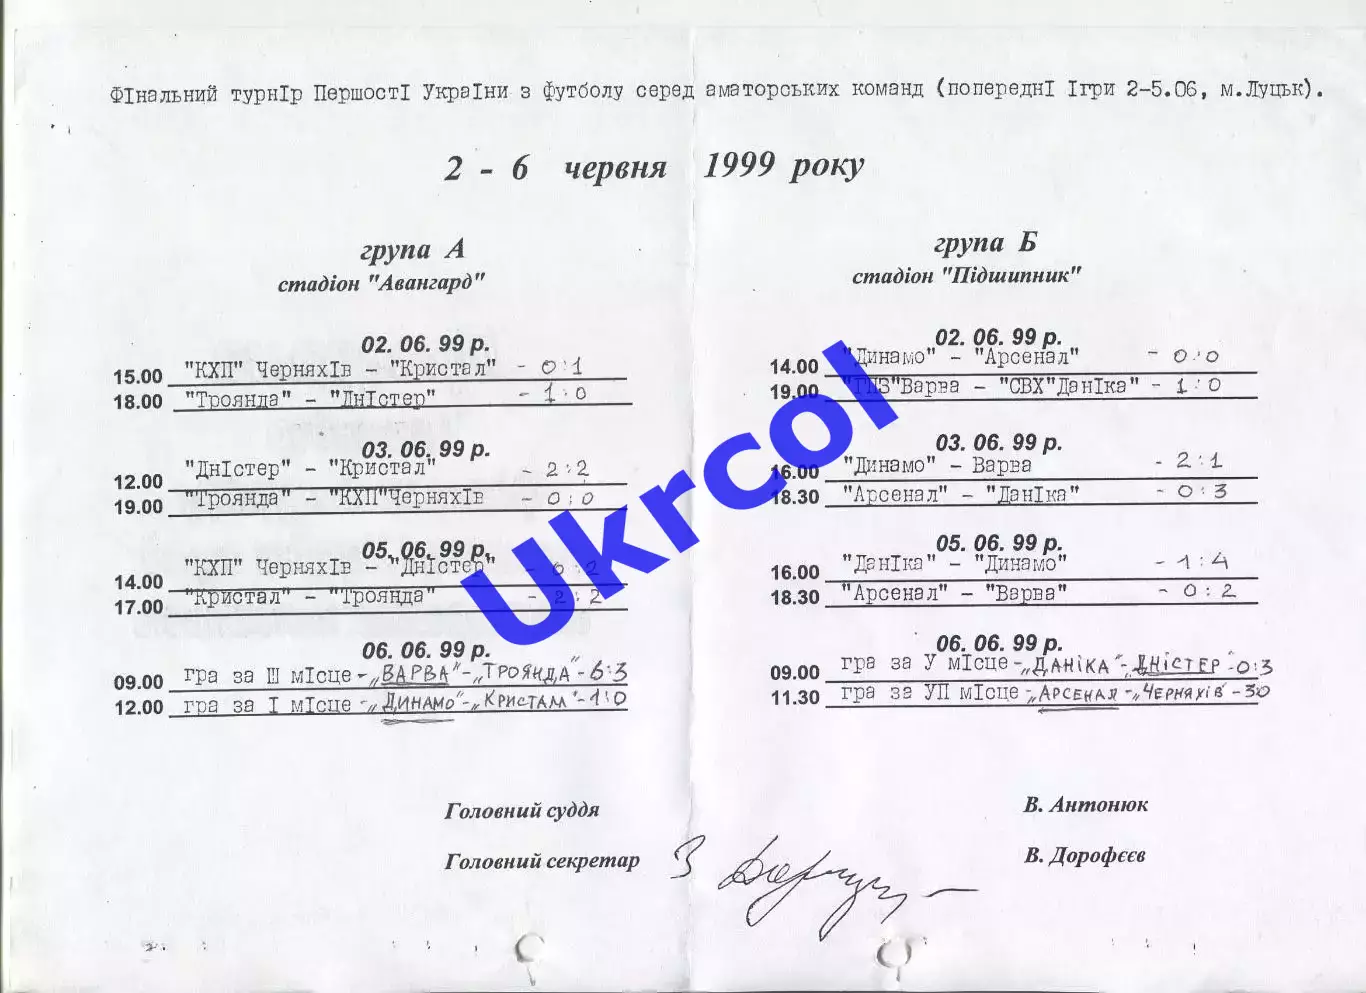 ФІнальний турнІр ПершостІ УкраІни з футболу серед аматорських команд (попереднІ Ігри 2-5.06, м.Луцьк).
2 - 6 червня 1999 року
група А
стадіон "Авангард"
02. 06. 99 р.
15.00 "КХП" ЧерняхІв - "Кристал" - 0:1
18.00 "Троянда" - "ДнІстер" - 1:0
03. 06. 99 р.
12.00 "ДнІстер" - "Кристал" - 2:2
19.00 "Троянда" - "КХП"ЧерняхІв - 0:0
05. 06. 99 р.
14.00 "КХП" ЧерняхІв - "ДнІстер" - 0:2
17.00 "Кристал" - "Троянда" - 2:2
06. 06. 99 р.
09.00 гра за Ш мІсце - „ВАРВА" - „ТРОЯНДА" - 6:3
12.00 гра за І мІсце - „ДИНАМО" - „КРИСТАЛ" - 1:0
група Б
стадіон "Підшипник"
02. 06. 99 р.
14.00 "Динамо" - "Арсенал" - 0:0
19.00 "ГПЗ"Варва - "СВХ"ДанІка" - 1:0
03. 06. 99 р.
16.00 "Динамо" - Варва - 2:1
18.30 "Арсенал" - "ДанІка" - 0:3
05. 06. 99 р.
16.00 "ДанІка" - "Динамо" - 1:4
18.30 "Арсенал" - "Варва" - 0:2
06. 06. 99 р.
09.00 гра за У мІсце - „ДАНІКА" - „ДНІСТЕР" - 0:3
11.30 гра за УП мІсце - „АРСЕНАЛ" - „ЧЕРНЯХІВ" - 3:0
Головний суддя В. Антонюк
Головний секретар В. Дорофєєв
Ukrcol